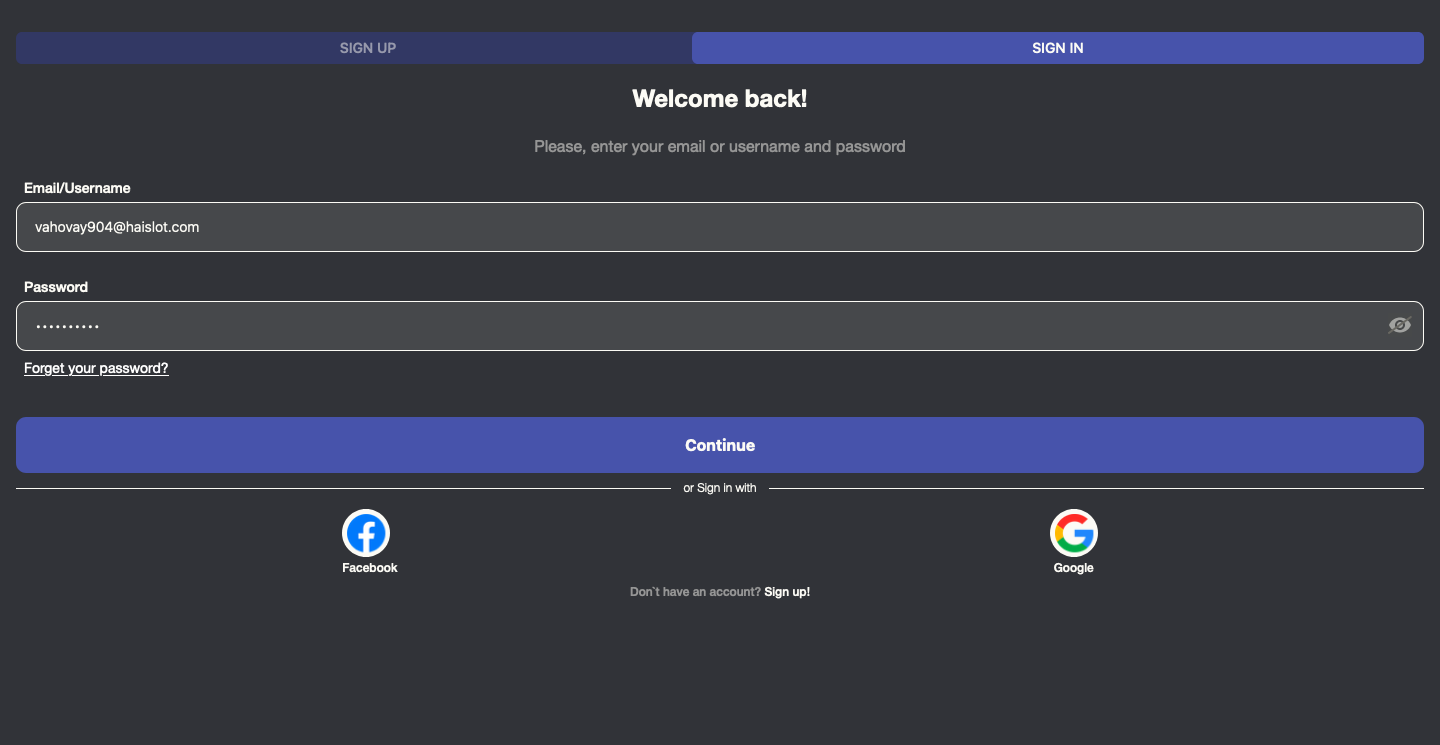 SIGN UP
SIGN IN
Welcome back!
Please, enter your email or username and password
Email/Username
vahovay904@haislot.com
Password
••••••••••
Forget your password?
Continue
or Sign in with
Facebook
Google
Don`t have an account? Sign up!